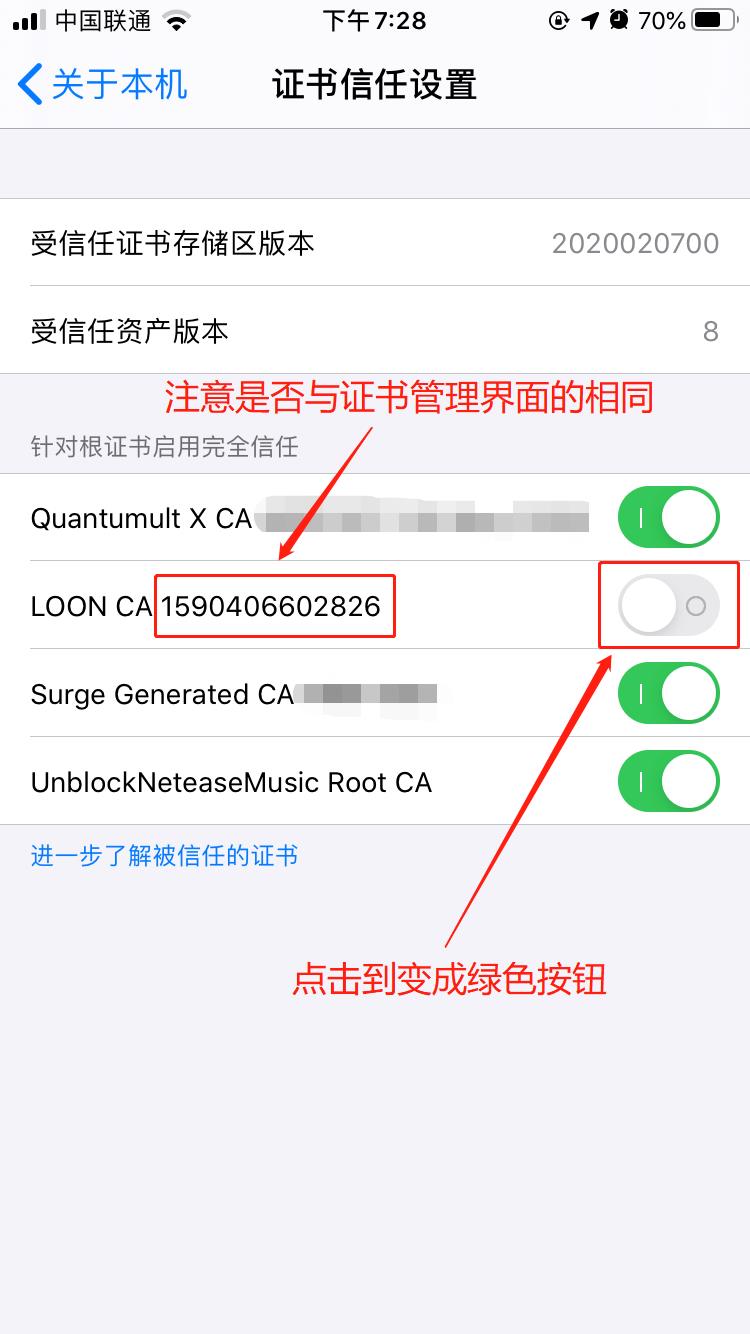 中国联通 下午7:28 70%
关于本机 证书信任设置
受信任证书存储区版本 2020020700
受信任资产版本 8
注意是否与证书管理界面的相同
针对根证书启用完全信任
Quantumult X CA
LOON CA 1590406602826
Surge Generated CA
UnblockNeteaseMusic Root CA
进一步了解被信任的证书
点击到变成绿色按钮